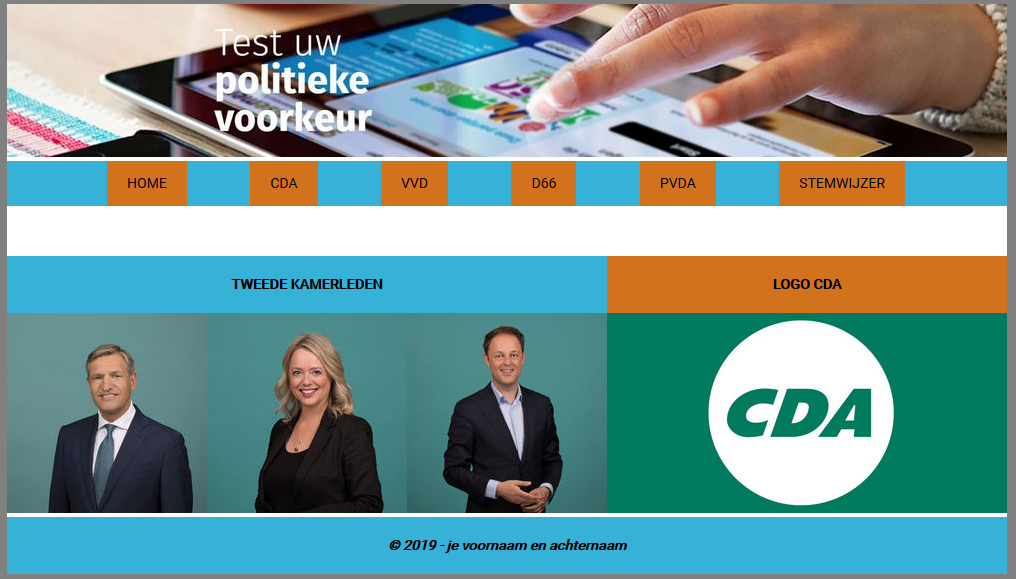 Test uw
politieke
voorkeur
Start
HOME CDA VVD D66 PVDA STEMWIJZER
TWEEDE KAMERLEDEN LOGO CDA
CDA
© 2019 - je voornaam en achternaam